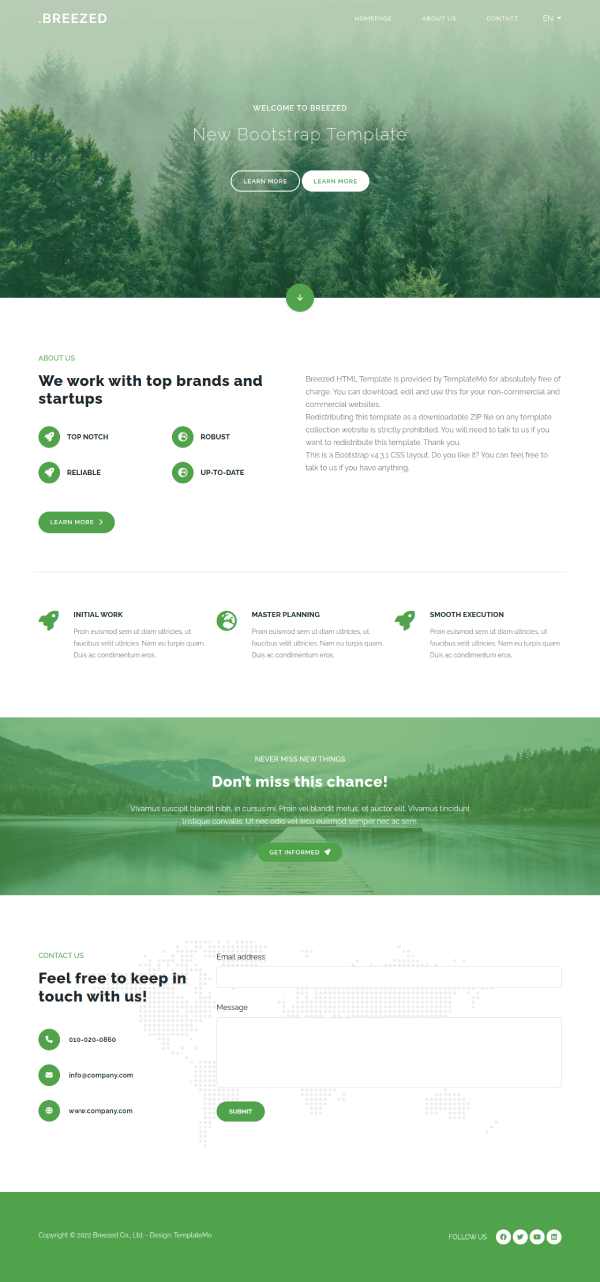 .BREEZED
HOMEPAGE
ABOUT US
CONTACT
EN
WELCOME TO BREEZED
New Bootstrap Template
LEARN MORE
LEARN MORE
ABOUT US
We work with top brands and
startups
TOP NOTCH
ROBUST
RELIABLE
UP-TO-DATE
LEARN MORE
Breezed HTML Template is provided by TemplateMo for absolutely free of
charge. You can download, edit and use this for your non-commercial and
commercial websites.
Redistributing this template as a downloadable ZIP file on any template
collection website is strictly prohibited. You will need to talk to us if you
want to redistribute this template. Thank you.
This is a Bootstrap v4.3.1 CSS layout. Do you like it? You can feel free to
talk to us if you have anything.
INITIAL WORK
Proin euismod sem ut diam ultricies, ut
faucibus velit ultricies. Nam eu turpis quam.
Duis ac condimentum eros.
MASTER PLANNING
Proin euismod sem ut diam ultricies, ut
faucibus velit ultricies. Nam eu turpis quam.
Duis ac condimentum eros.
SMOOTH EXECUTION
Proin euismod sem ut diam ultricies, ut
faucibus velit ultricies. Nam eu turpis quam.
Duis ac condimentum eros.
NEVER MISS NEW THINGS
Don't miss this chance!
Vivamus suscipit blandit nibh, in cursus mi. Proin vel blandit metus, et auctor elit. Vivamus tincidunt
tristique convallis. Ut nec odio vel arcu euismod semper nec ac sem.
GET INFORMED
CONTACT US
Feel free to keep in
touch with us!
010-020-0860
info@company.com
www.company.com
Email address
Message
SUBMIT
Copyright © 2022 Breezed Co., Ltd. - Design: TemplateMo
FOLLOW US